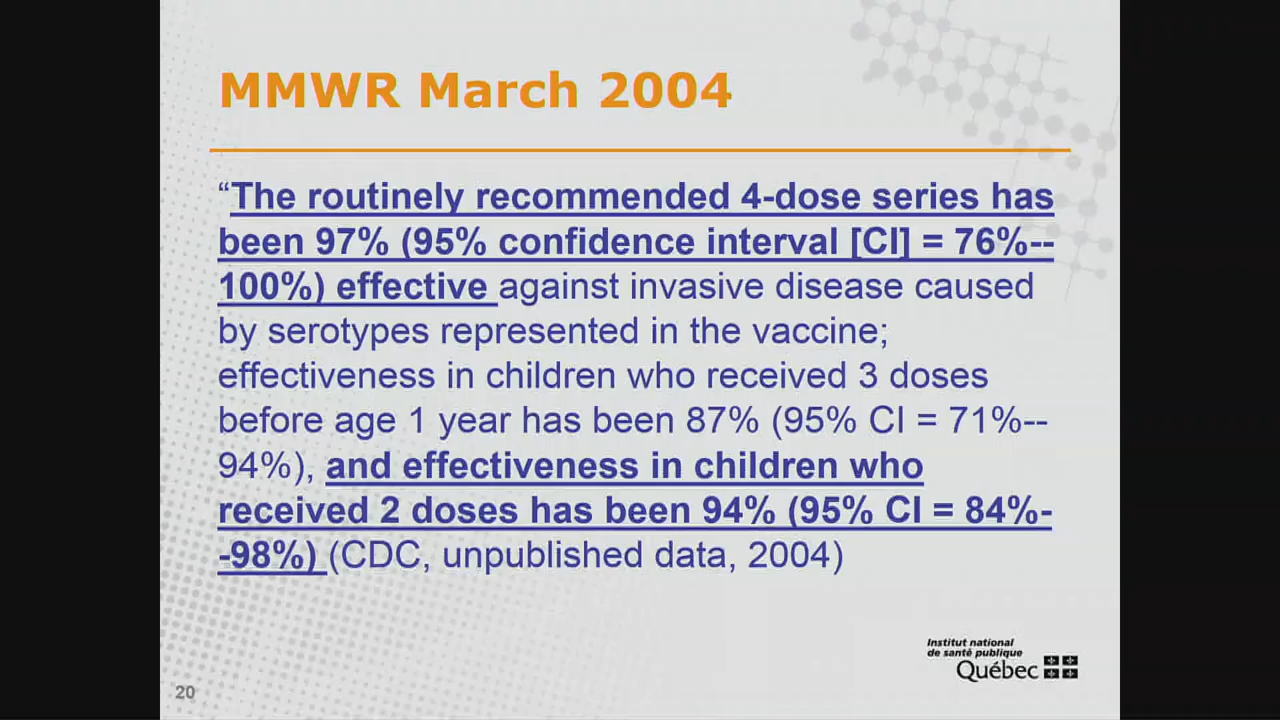 MMWR March 2004
“The routinely recommended 4-dose series has
been 97% (95% confidence interval [CI] = 76%--
100%) effective against invasive disease caused
by serotypes represented in the vaccine;
effectiveness in children who received 3 doses
before age 1 year has been 87% (95% CI = 71%--
94%), and effectiveness in children who
received 2 doses has been 94% (95% CI = 84%-
-98%) (CDC, unpublished data, 2004)
Institut national
de santé publique
Québec
20